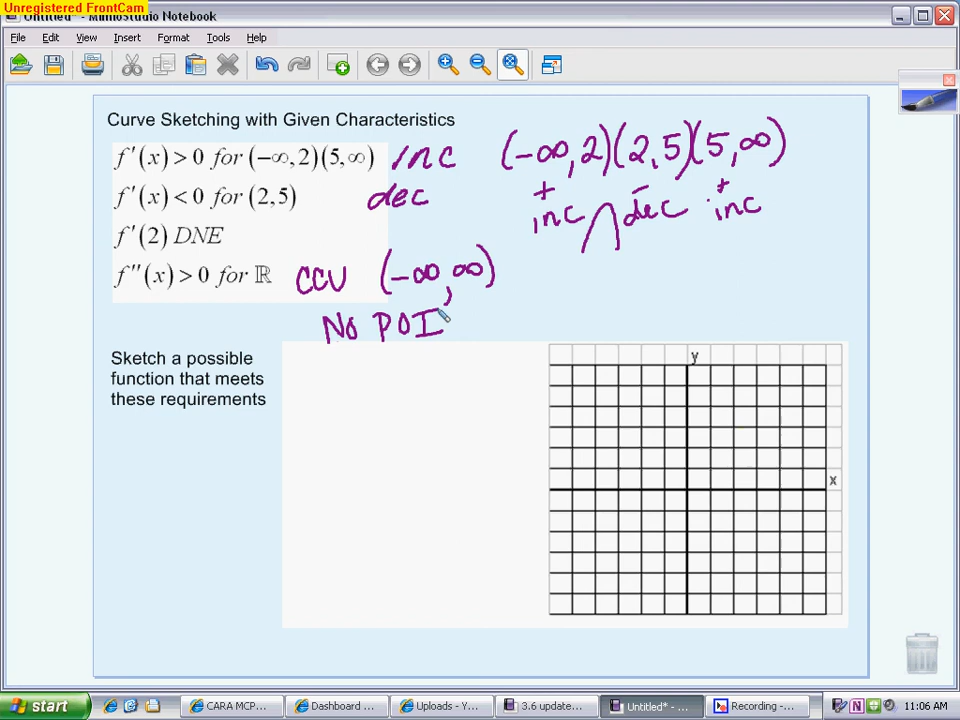 Unregistered FrontCam
Untitled* - MimioStudio Notebook
File Edit View Insert Format Tools Help
Curve Sketching with Given Characteristics
f'(x) > 0 for (−∞, 2)(5, ∞) inc (−∞, 2)(2, 5)(5, ∞)
+ − +
f'(x) < 0 for (2, 5) dec inc dec inc
f'(2) DNE
f''(x) > 0 for ℝ CCU (−∞, ∞)
No POI
Sketch a possible
function that meets
these requirements
y
x
start CARA MCP... Dashboard ... Uploads - Y... 3.6 update... Untitled* - ... Recording -... 11:06 AM